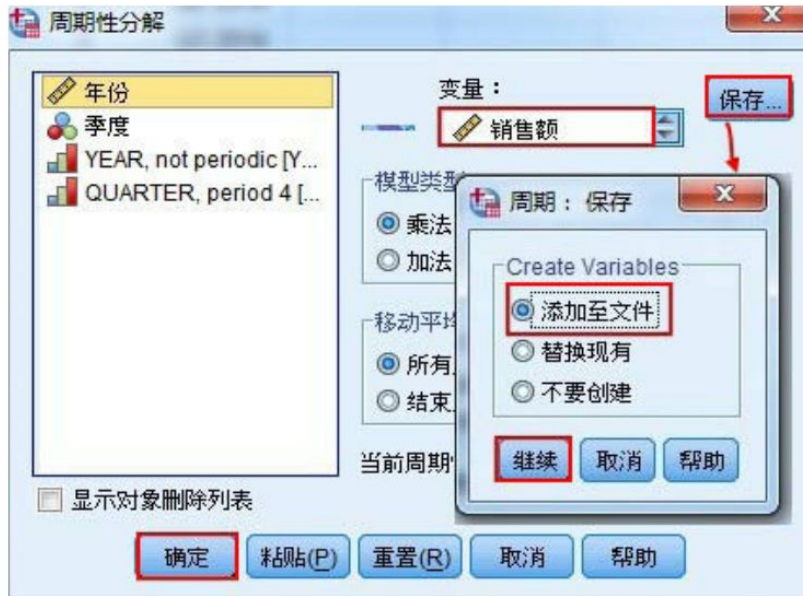 周期性分解
年份
季度
YEAR, not periodic [Y...
QUARTER, period 4 [...
变量：
销售额
保存...
模型类型
乘法
加法
移动平均
所有
结束
当前周期
周期： 保存
Create Variables
添加至文件
替换现有
不要创建
继续
取消
帮助
显示对象删除列表
确定
粘贴(P)
重置(R)
取消
帮助